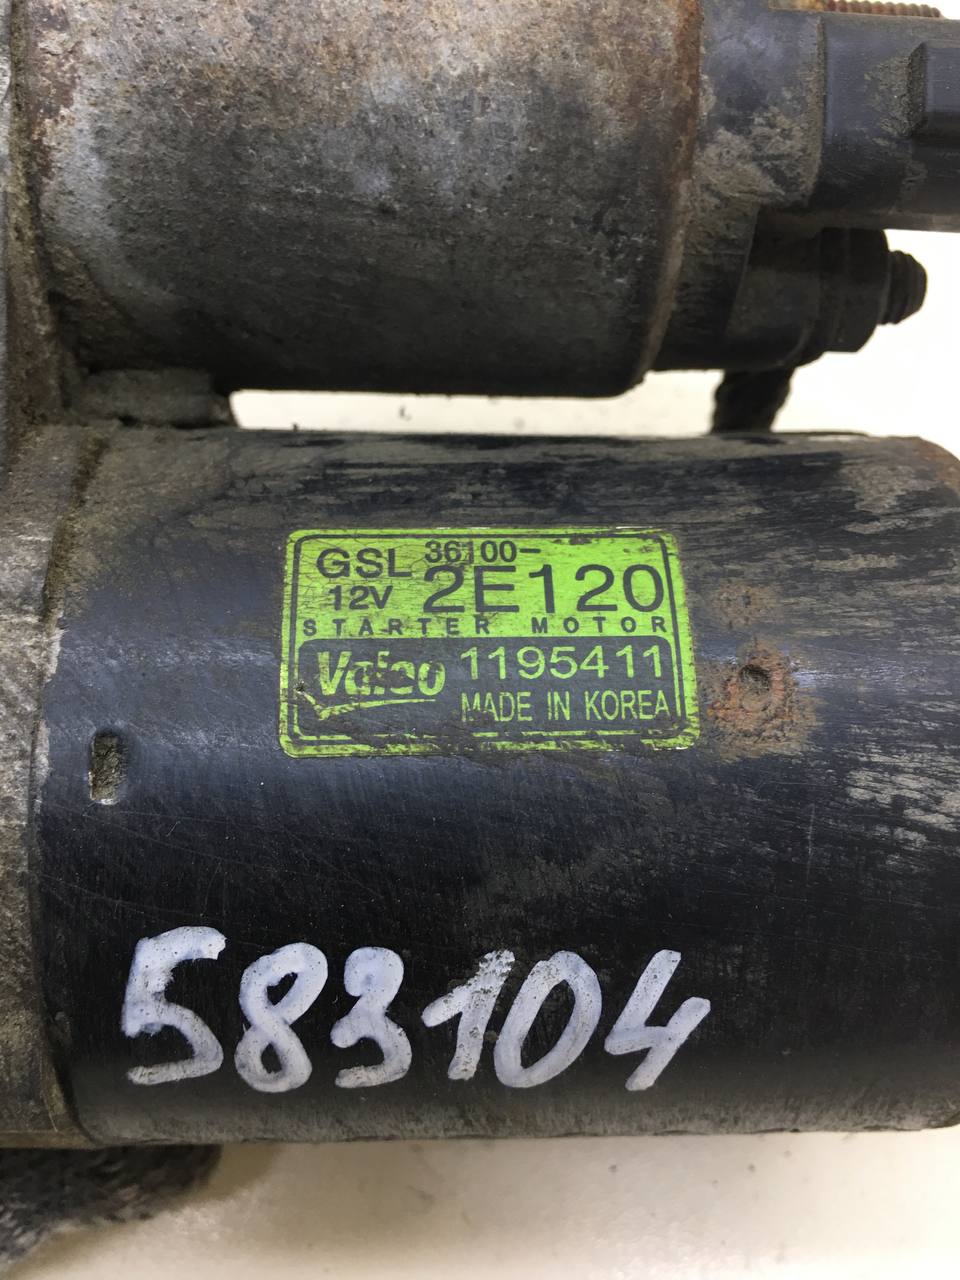 GSL 36100-
12V 2E120
STARTER MOTOR
Valeo 1195411
MADE IN KOREA
583104